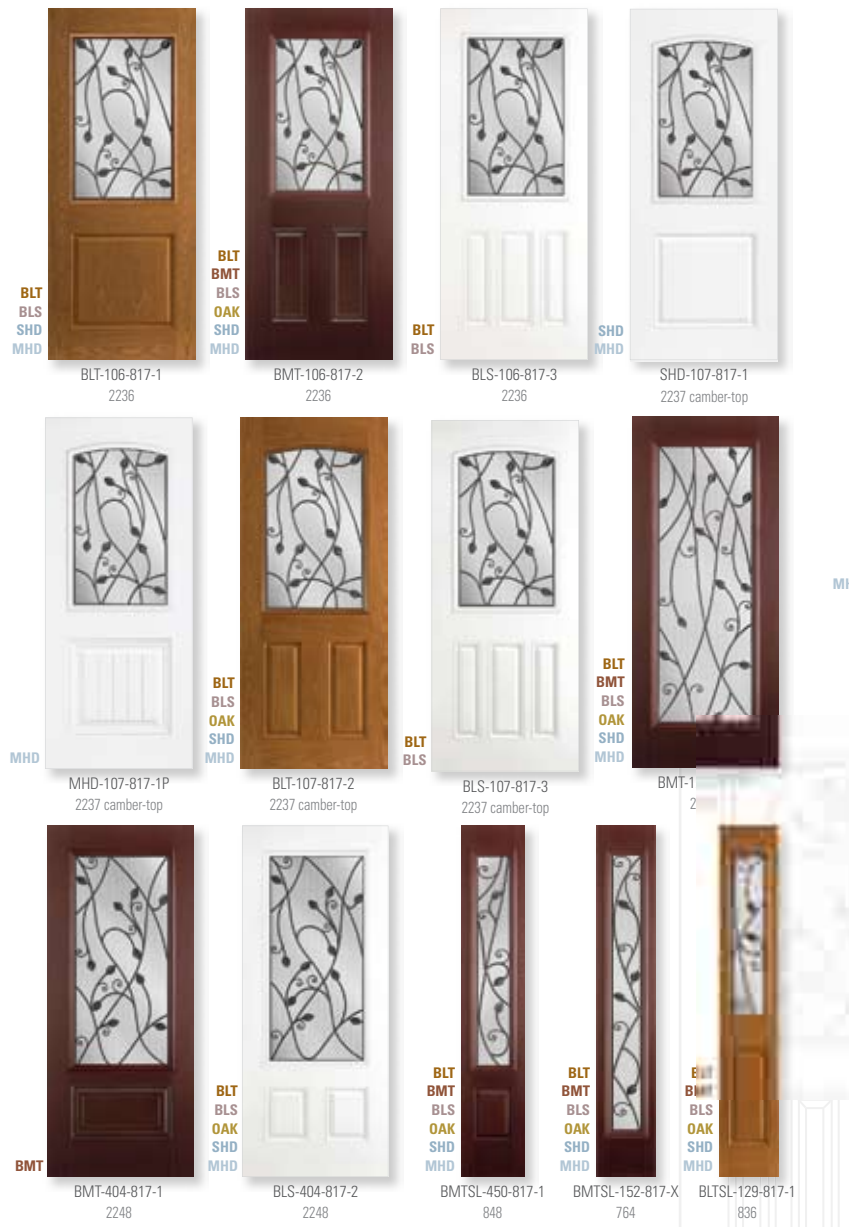 BLT
BLS
SHD
MHD
BLT-106-817-1
2236
BLT
BMT
BLS
OAK
SHD
MHD
BMT-106-817-2
2236
BLT
BLS
BLS-106-817-3
2236
SHD
MHD
SHD-107-817-1
2237 camber-top
MHD
MHD-107-817-1P
2237 camber-top
BLT
BLS
OAK
SHD
MHD
BLT-107-817-2
2237 camber-top
BLT
BLS
BLS-107-817-3
2237 camber-top
BLT
BMT
BLS
OAK
SHD
MHD
BMT-1
2
BMT
BMT-404-817-1
2248
BLT
BMT
BLS
OAK
SHD
MHD
BLS-404-817-2
2248
BLT
BMT
BLS
OAK
SHD
MHD
BMTSL-450-817-1
848
BLT
BMT
BLS
OAK
SHD
MHD
BMTSL-152-817-X
764
BLS
OAK
SHD
MHD
BLTSL-129-817-1
836